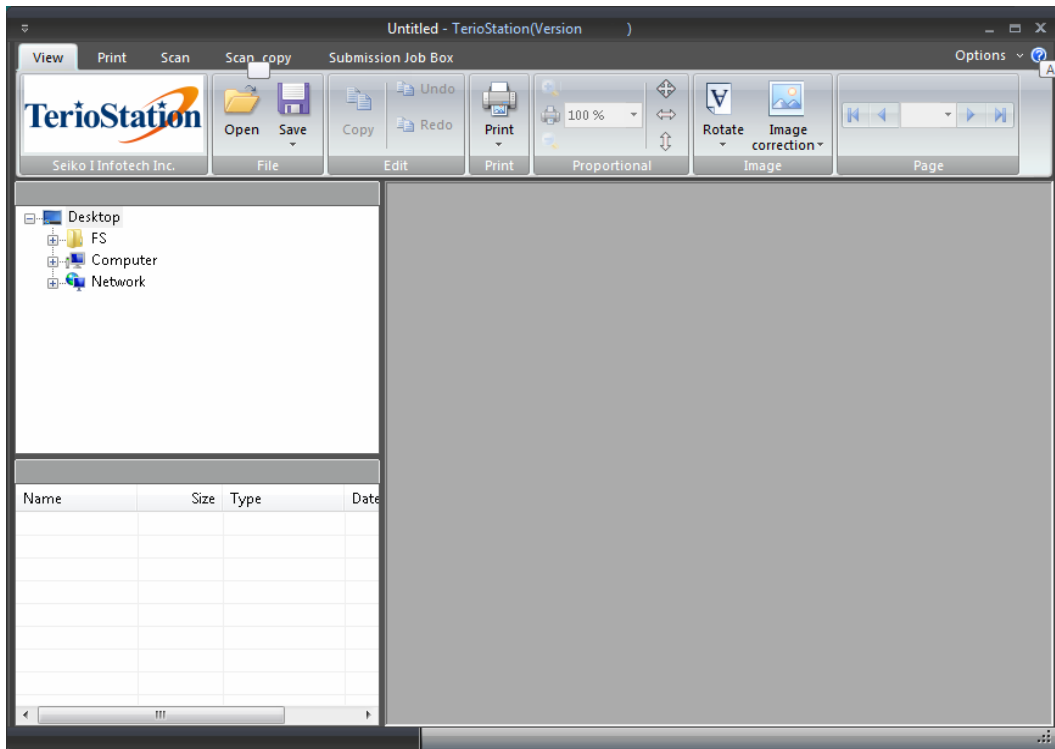 Untitled - TerioStation(Version )
View Print Scan Scan copy Submission Job Box Options
A
TerioStation
Open Save Copy Undo Redo Print 100 % Rotate Image correction
Seiko I Infotech Inc. File Edit Print Proportional Image Page
Desktop
FS
Computer
Network
Name Size Type Date